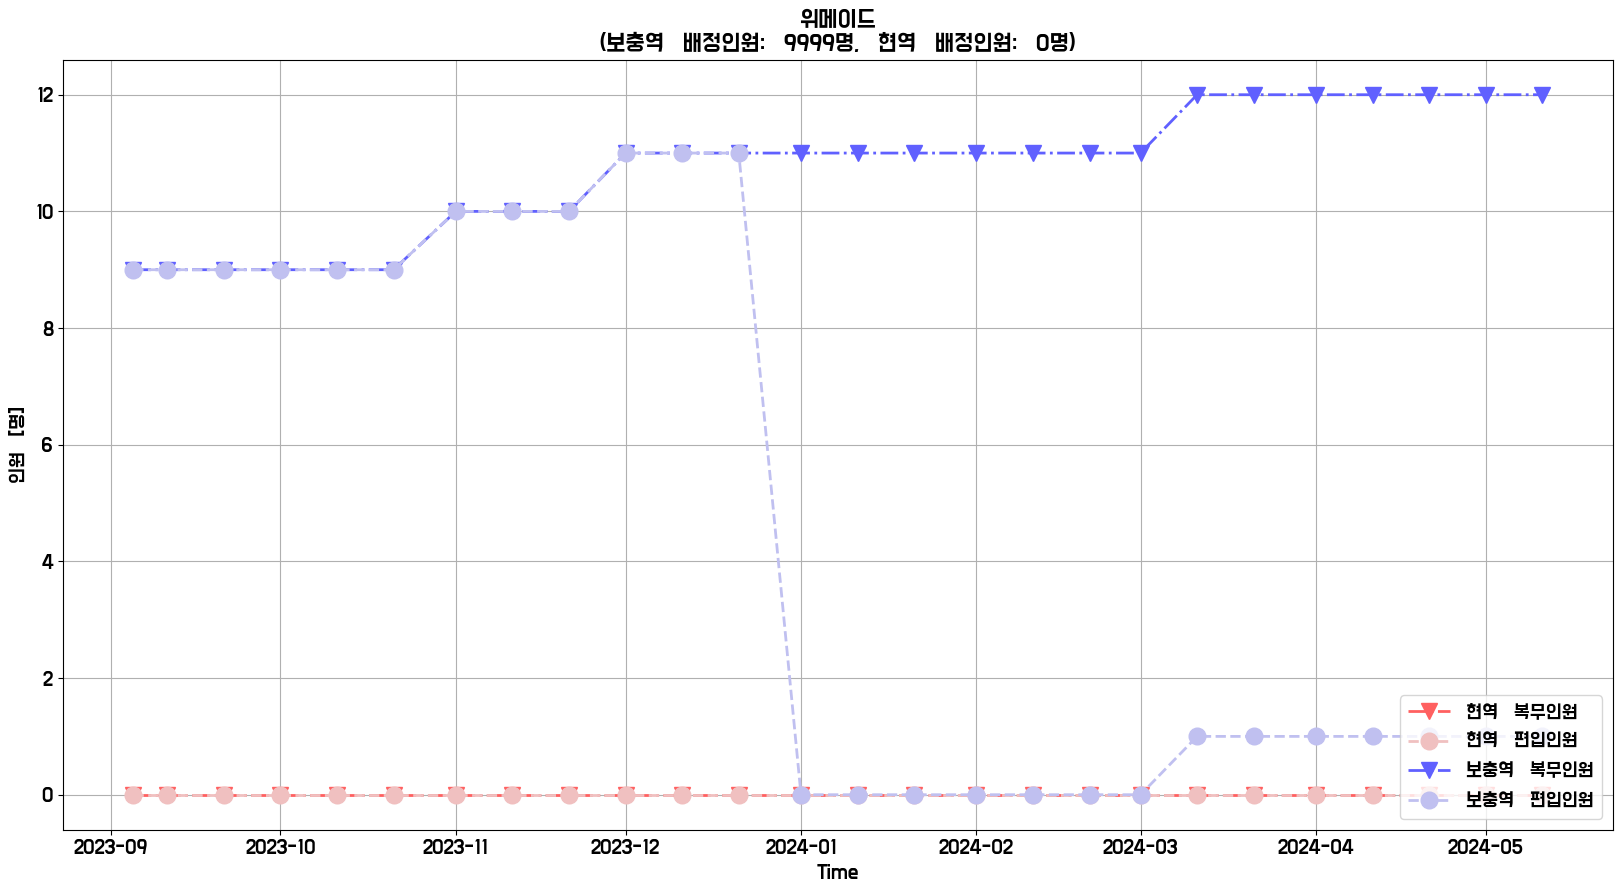 위메이드
(보충역 배정인원: 9999명, 현역 배정인원: 0명)
12
10
8
6
4
2
0
인원 [명]
2023-09 2023-10 2023-11 2023-12 2024-01 2024-02 2024-03 2024-04 2024-05
Time
현역 복무인원
현역 편입인원
보충역 복무인원
보충역 편입인원